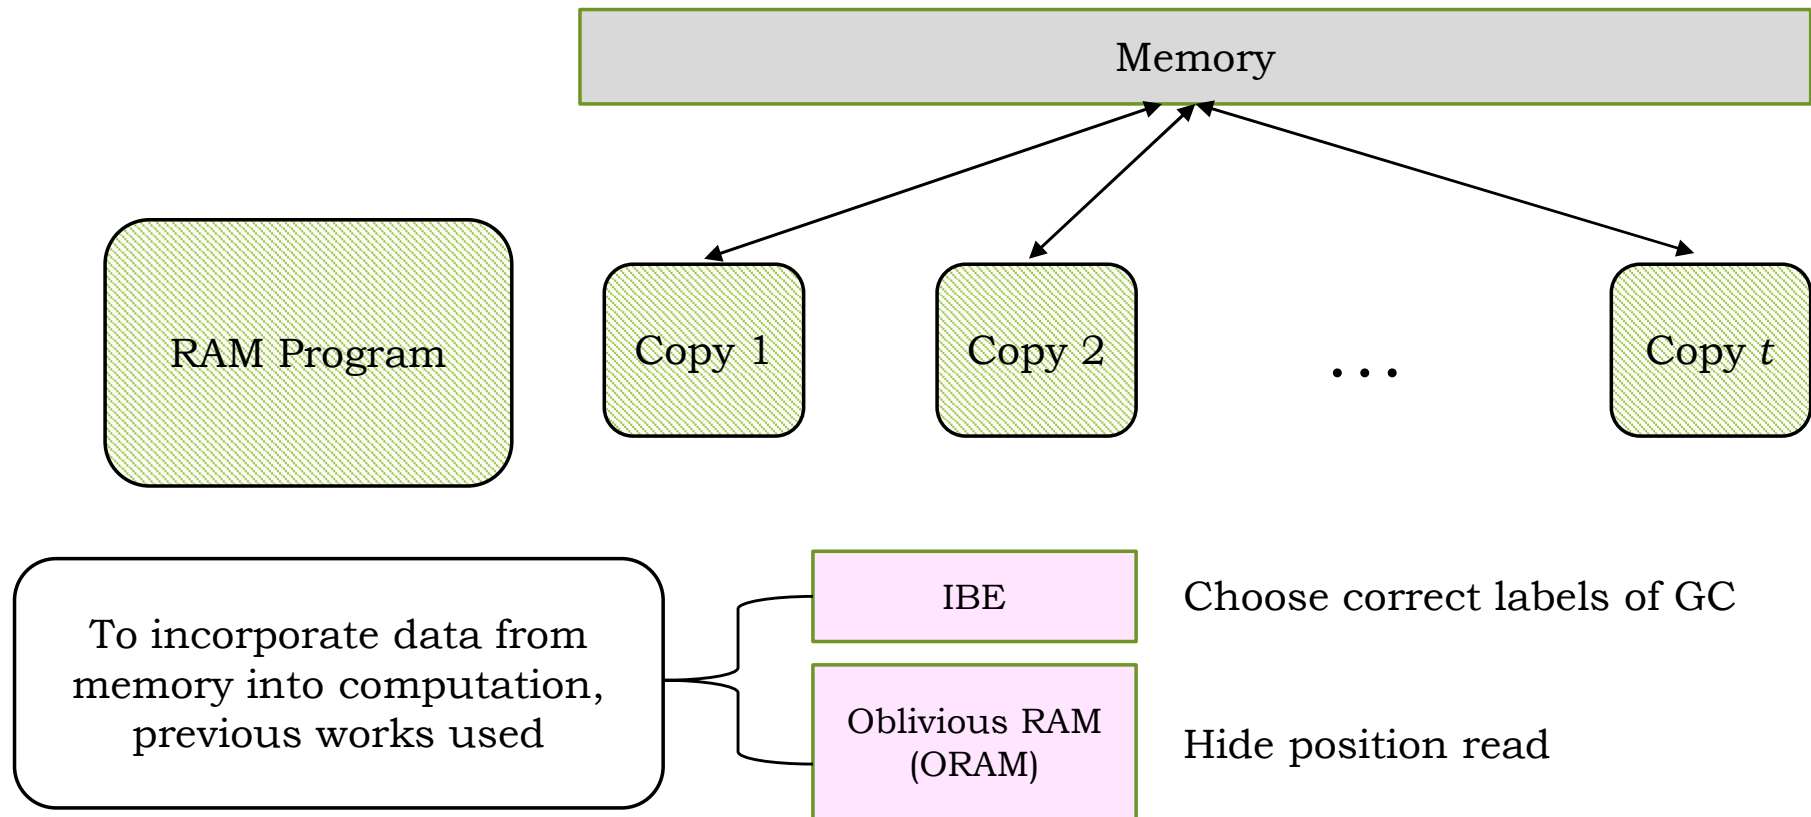 Memory
RAM Program
Copy 1
Copy 2
...
Copy t
To incorporate data from
memory into computation,
previous works used
IBE
Choose correct labels of GC
Oblivious RAM
(ORAM)
Hide position read